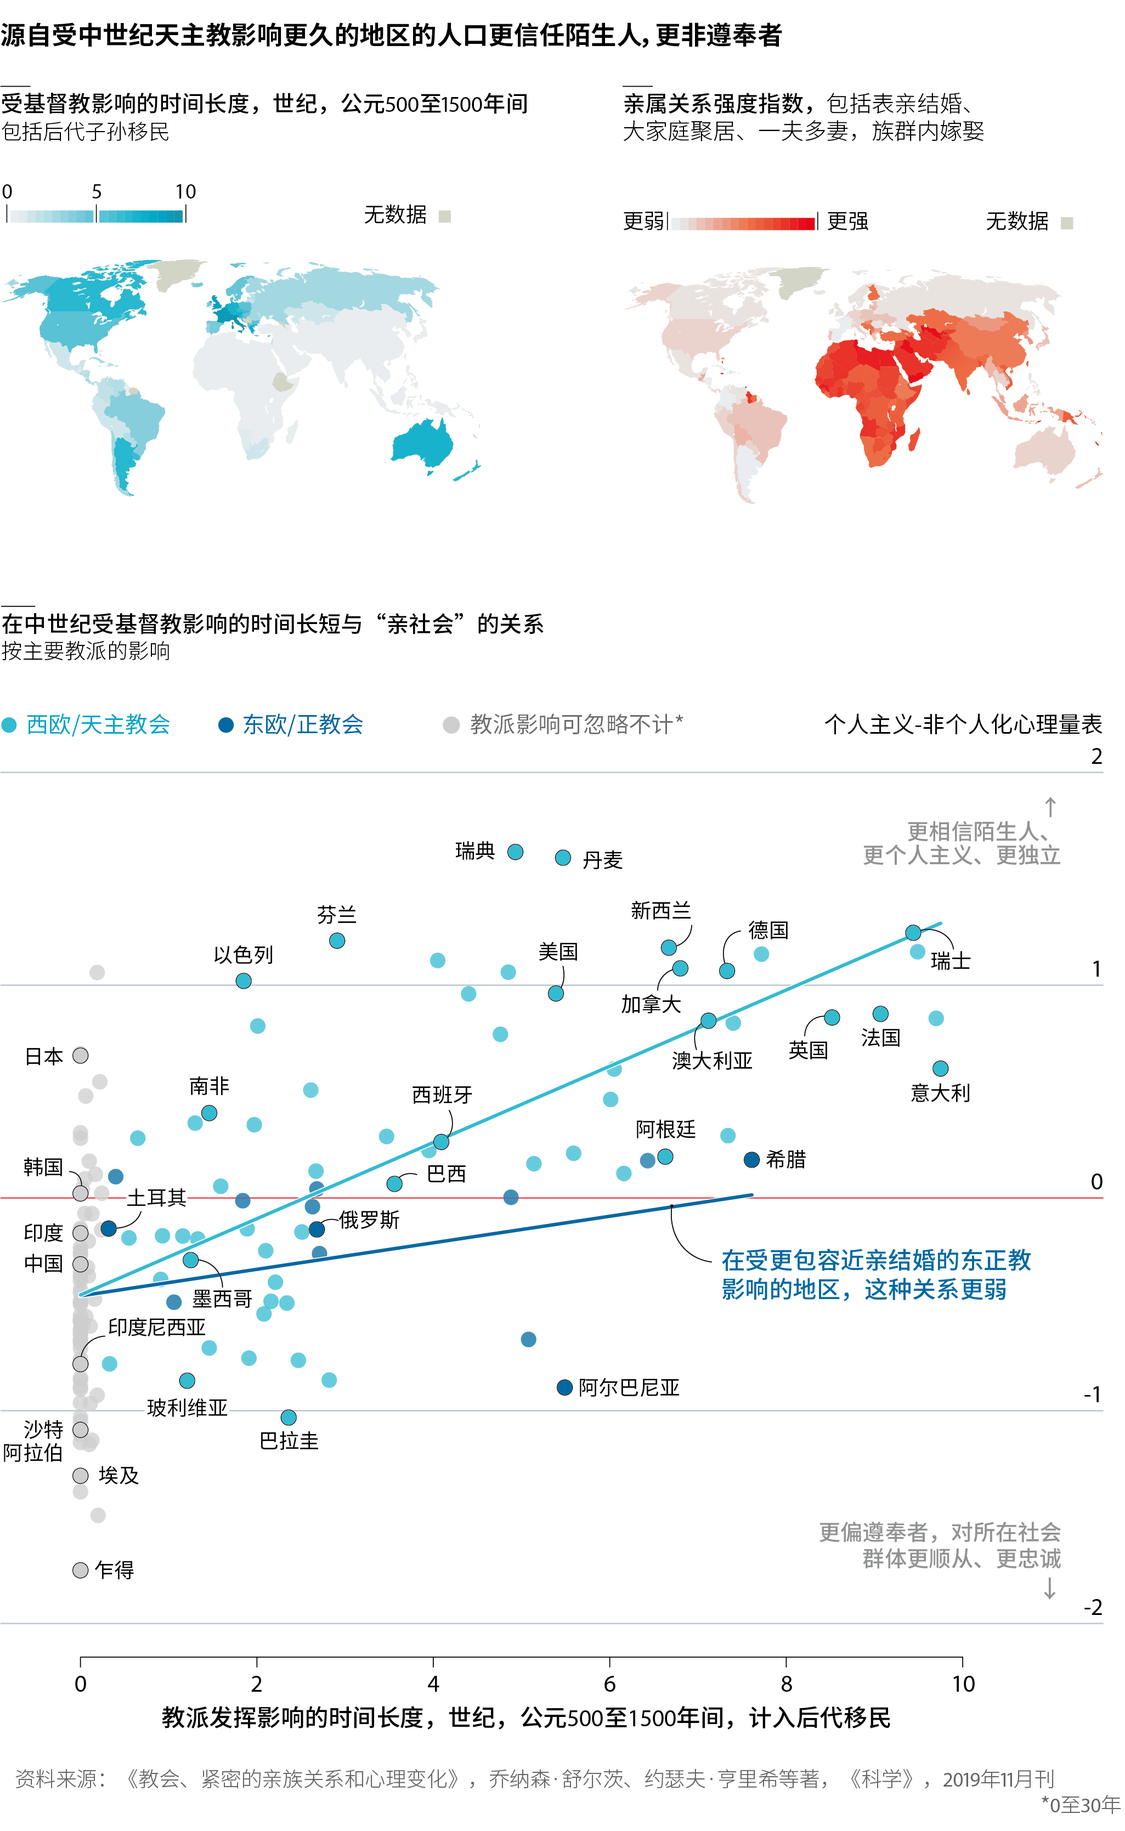 源自受中世纪天主教影响更久的地区的人口更信任陌生人，更非遵奉者
受基督教影响的时间长度，世纪，公元500至1500年间
包括后代子孙移民
0 5 10
无数据
亲属关系强度指数，包括表亲结婚、
大家庭聚居、一夫多妻，族群内嫁娶
更弱 更强
无数据
在中世纪受基督教影响的时间长短与“亲社会”的关系
按主要教派的影响
西欧/天主教会 东欧/正教会 教派影响可忽略不计*
个人主义-非个人化心理量表
2
↑
更相信陌生人、
更个人主义、更独立
瑞典
丹麦
芬兰
新西兰
德国
以色列
美国
瑞士
1
加拿大
日本
澳大利亚
英国
法国
南非
西班牙
意大利
阿根廷
韩国
巴西
希腊
0
土耳其
俄罗斯
印度
中国
墨西哥
在受更包容近亲结婚的东正教
影响的地区，这种关系更弱
印度尼西亚
阿尔巴尼亚
-1
玻利维亚
沙特
阿拉伯
巴拉圭
埃及
乍得
更偏遵奉者，对所在社会
群体更顺从、更忠诚
↓
-2
0 2 4 6 8 10
教派发挥影响的时间长度，世纪，公元500至1500年间，计入后代移民
资料来源：《教会、紧密的亲族关系和心理变化》，乔纳森·舒尔茨、约瑟夫·亨里希等著，《科学》，2019年11月刊
*0至30年